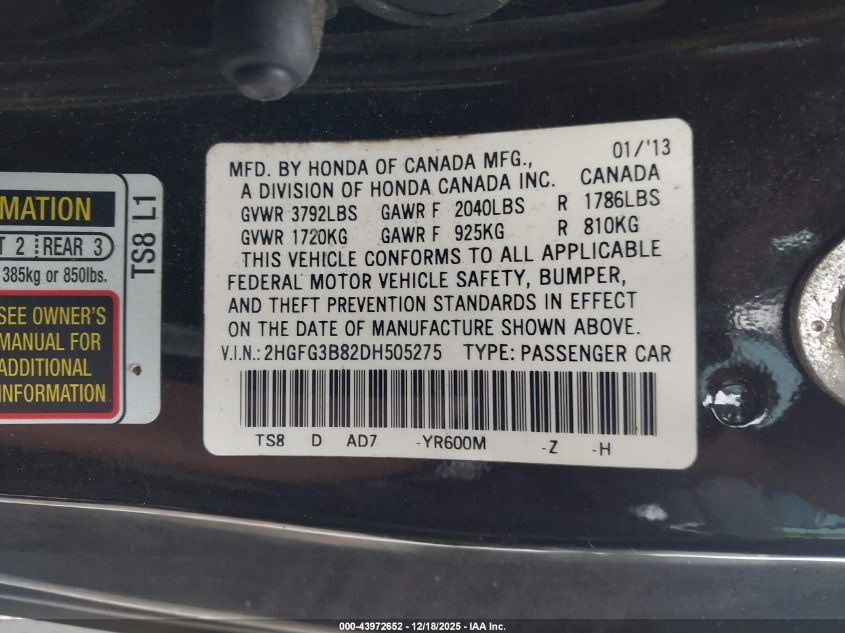 MATION
T 2 REAR 3
385kg or 850lbs.
SEE OWNER'S
MANUAL FOR
ADDITIONAL
INFORMATION
TS8 L1
MFD. BY HONDA OF CANADA MFG., 01/'13
A DIVISION OF HONDA CANADA INC. CANADA
GVWR 3792LBS GAWR F 2040LBS R 1786LBS
GVWR 1720KG GAWR F 925KG R 810KG
THIS VEHICLE CONFORMS TO ALL APPLICABLE
FEDERAL MOTOR VEHICLE SAFETY, BUMPER,
AND THEFT PREVENTION STANDARDS IN EFFECT
ON THE DATE OF MANUFACTURE SHOWN ABOVE.
V.I.N.: 2HGFG3B82DH505275 TYPE: PASSENGER CAR
TS8 D AD7 -YR600M -Z -H
000-43972652 - 12/18/2025 - IAA Inc.